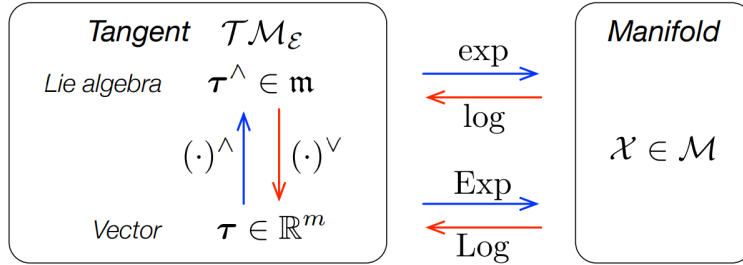 Tangent 𝒯ℳ_ℰ
Lie algebra 𝝉^∧ ∈ 𝔪
(·)^∧ (·)^∨
Vector 𝝉 ∈ ℝ^m
exp
log
Exp
Log
Manifold
𝒳 ∈ ℳ